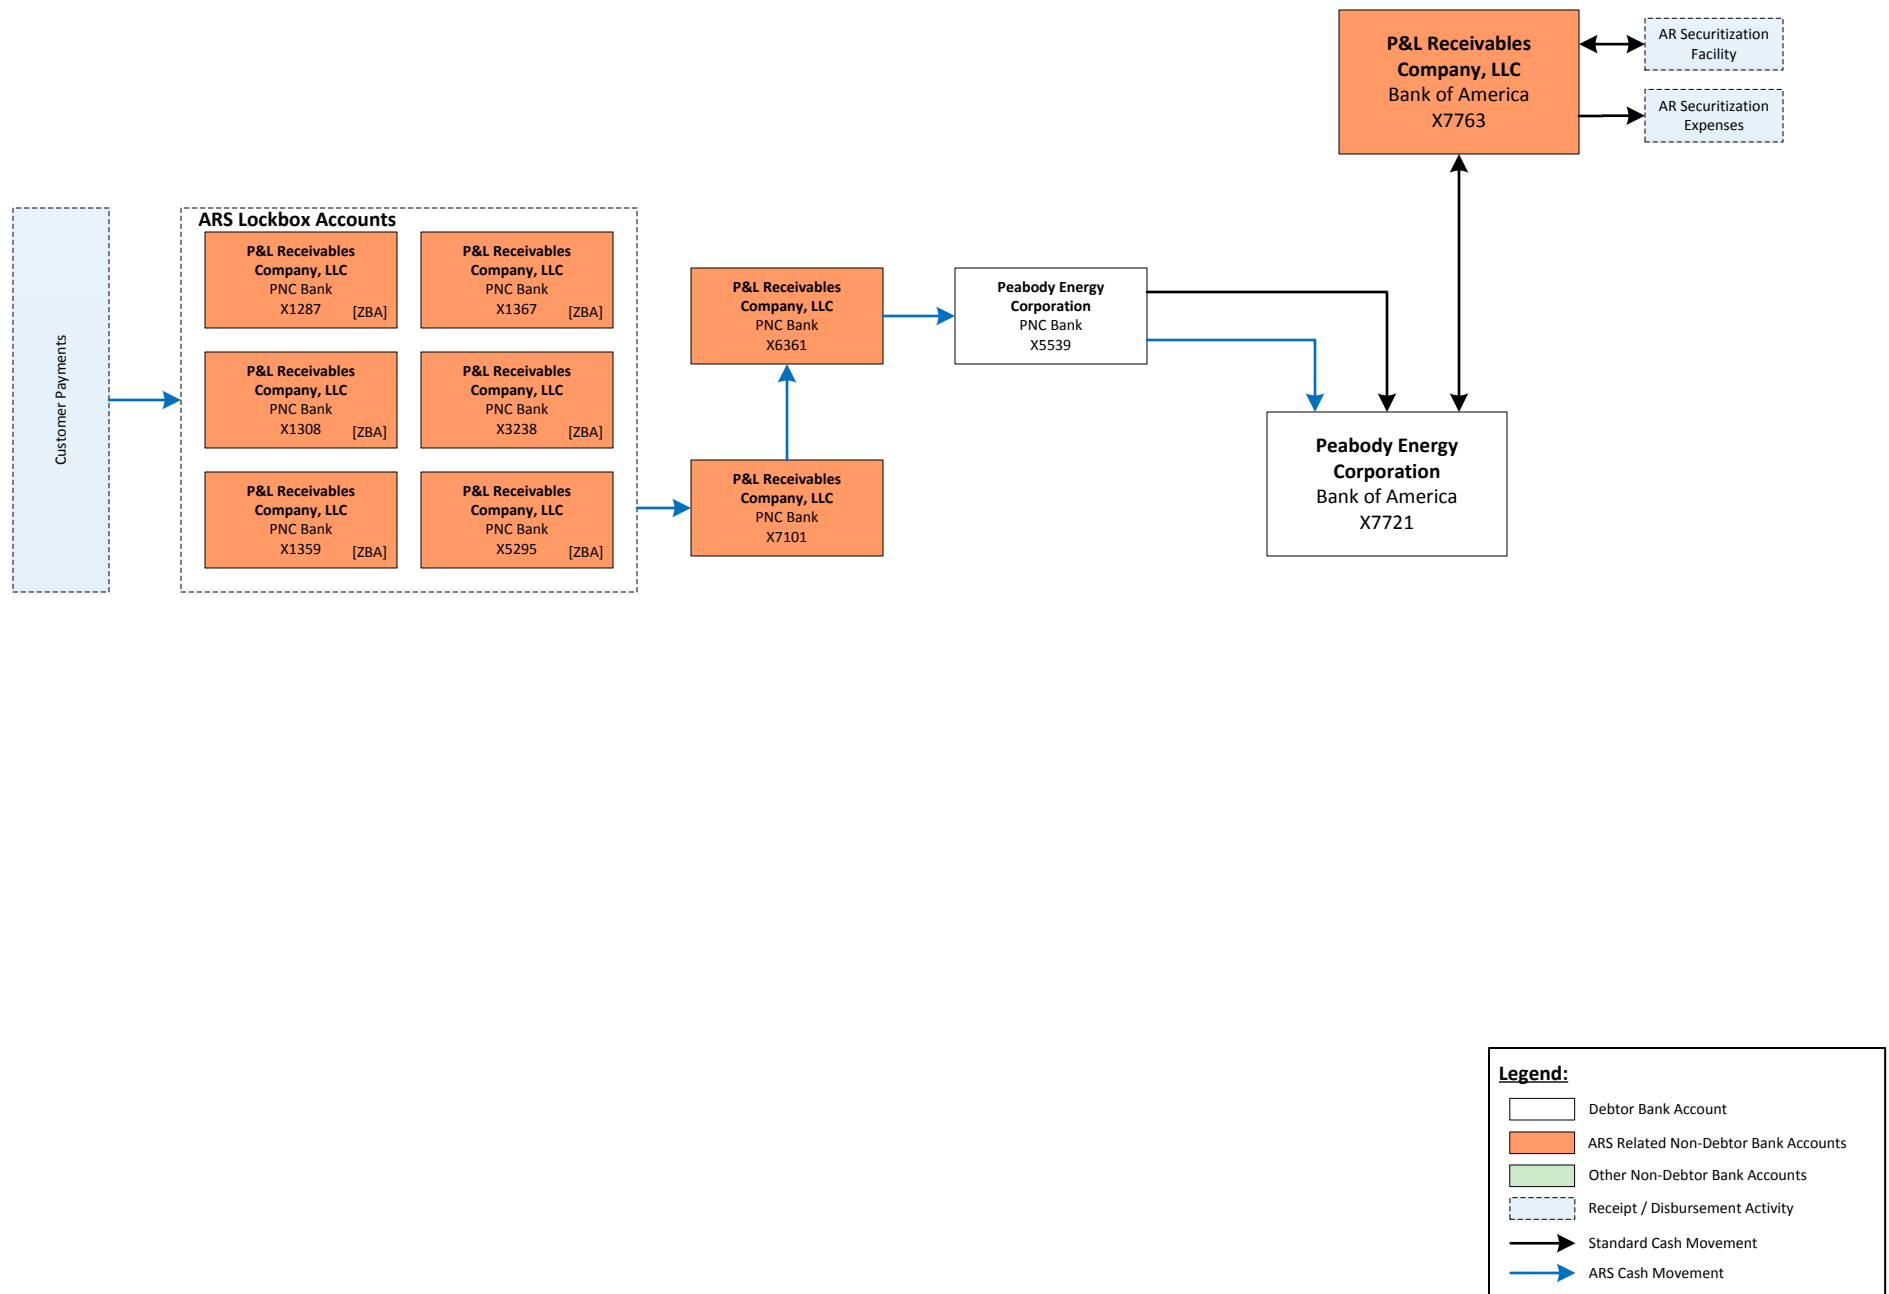 P&L Receivables
Company, LLC
Bank of America
X7763
AR Securitization
Facility
AR Securitization
Expenses
Customer Payments
ARS Lockbox Accounts
P&L Receivables
Company, LLC
PNC Bank
X1287 [ZBA]
P&L Receivables
Company, LLC
PNC Bank
X1367 [ZBA]
P&L Receivables
Company, LLC
PNC Bank
X1308 [ZBA]
P&L Receivables
Company, LLC
PNC Bank
X3238 [ZBA]
P&L Receivables
Company, LLC
PNC Bank
X1359 [ZBA]
P&L Receivables
Company, LLC
PNC Bank
X5295 [ZBA]
P&L Receivables
Company, LLC
PNC Bank
X6361
P&L Receivables
Company, LLC
PNC Bank
X7101
Peabody Energy
Corporation
PNC Bank
X5539
Peabody Energy
Corporation
Bank of America
X7721
Legend:
Debtor Bank Account
ARS Related Non-Debtor Bank Accounts
Other Non-Debtor Bank Accounts
Receipt / Disbursement Activity
Standard Cash Movement
ARS Cash Movement